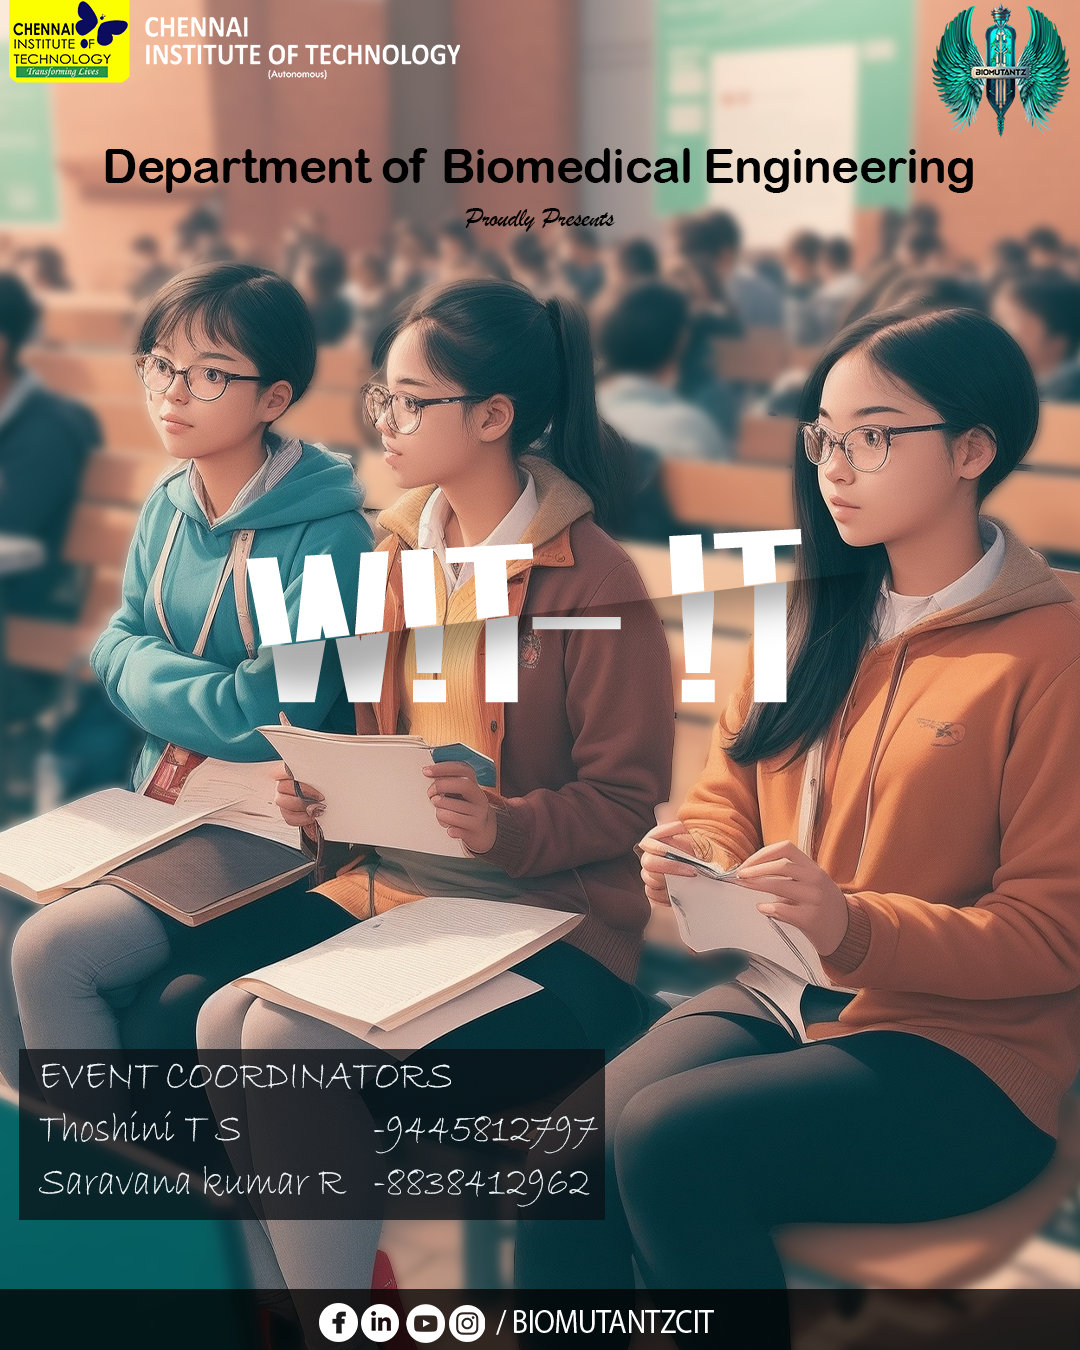 CHENNAI
INSTITUTE OF
TECHNOLOGY
Transforming Lives
CHENNAI
INSTITUTE OF TECHNOLOGY
(Autonomous)
BIOMUTANTZ
Department of Biomedical Engineering
Proudly Presents
W!T- !T
EVENT COORDINATORS
Thoshini T S -9445812797
Saravana kumar R -8838412962
/ BIOMUTANTZCIT